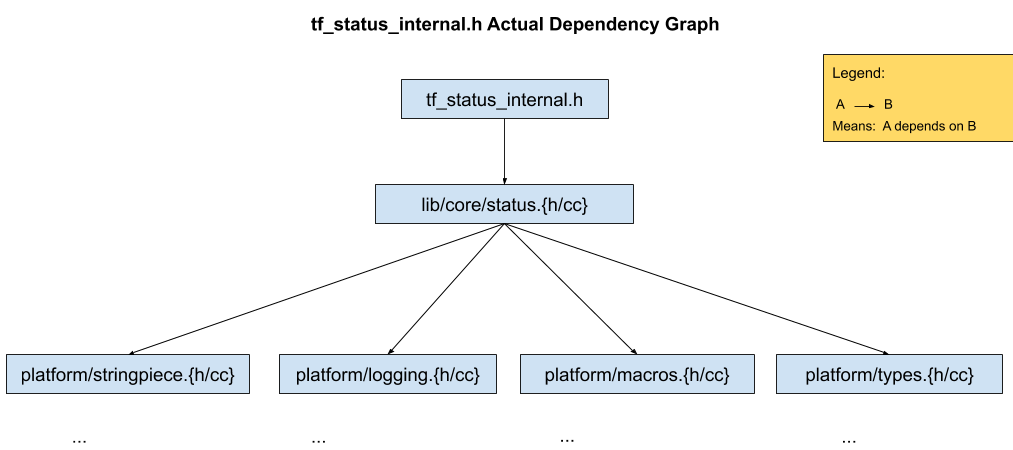 tf_status_internal.h Actual Dependency Graph
Legend:
A B
Means: A depends on B
tf_status_internal.h
lib/core/status.{h/cc}
platform/stringpiece.{h/cc} platform/logging.{h/cc} platform/macros.{h/cc} platform/types.{h/cc}
... ... ... ...